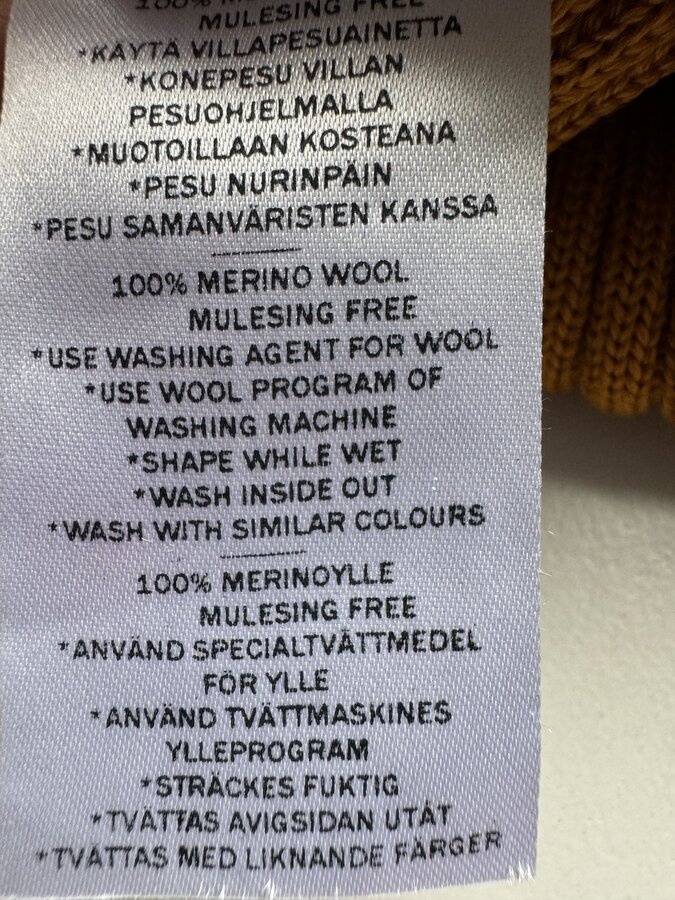 100%
MULESING FREE
*KÄYTÄ VILLAPESUAINETTA
*KONEPESU VILLAN
PESUOHJELMALLA
*MUOTOILLAAN KOSTEANA
*PESU NURINPÄIN
*PESU SAMANVÄRISTEN KANSSA
100% MERINO WOOL
MULESING FREE
*USE WASHING AGENT FOR WOOL
*USE WOOL PROGRAM OF
WASHING MACHINE
*SHAPE WHILE WET
*WASH INSIDE OUT
*WASH WITH SIMILAR COLOURS
100% MERINOYLLE
MULESING FREE
*ANVÄND SPECIALTVÄTTMEDEL
FÖR YLLE
*ANVÄND TVÄTTMASKINES
YLLEPROGRAM
*STRÄCKES FUKTIG
*TVÄTTAS AVIGSIDAN UTÅT
*TVÄTTAS MED LIKNANDE FÄRGER